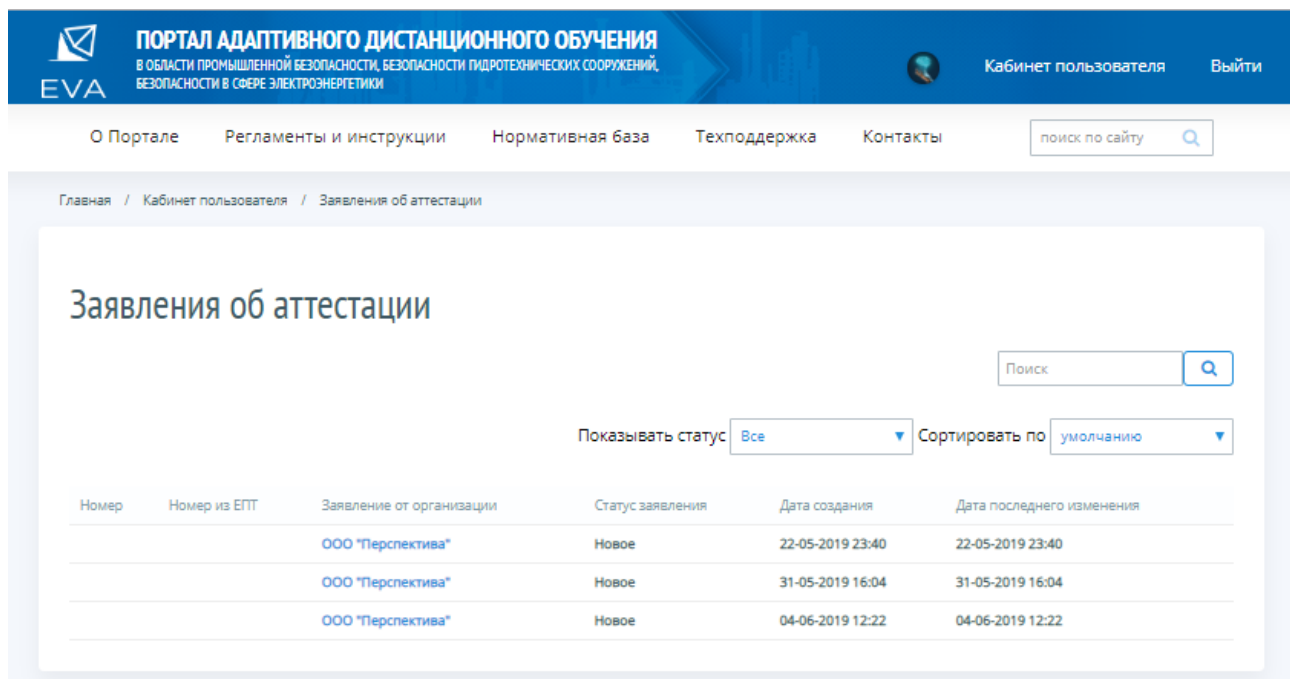 EVA
ПОРТАЛ АДАПТИВНОГО ДИСТАНЦИОННОГО ОБУЧЕНИЯ
В ОБЛАСТИ ПРОМЫШЛЕННОЙ БЕЗОПАСНОСТИ, БЕЗОПАСНОСТИ ГИДРОТЕХНИЧЕСКИХ СООРУЖЕНИЙ,
БЕЗОПАСНОСТИ В СФЕРЕ ЭЛЕКТРОЭНЕРГЕТИКИ
Кабинет пользователя Выйти
О Портале Регламенты и инструкции Нормативная база Техподдержка Контакты поиск по сайту
Главная / Кабинет пользователя / Заявления об аттестации
Заявления об аттестации
Поиск
Показывать статус Все Сортировать по умолчанию
Номер Номер из ЕПТ Заявление от организации Статус заявления Дата создания Дата последнего изменения
ООО "Перспектива" Новое 22-05-2019 23:40 22-05-2019 23:40
ООО "Перспектива" Новое 31-05-2019 16:04 31-05-2019 16:04
ООО "Перспектива" Новое 04-06-2019 12:22 04-06-2019 12:22